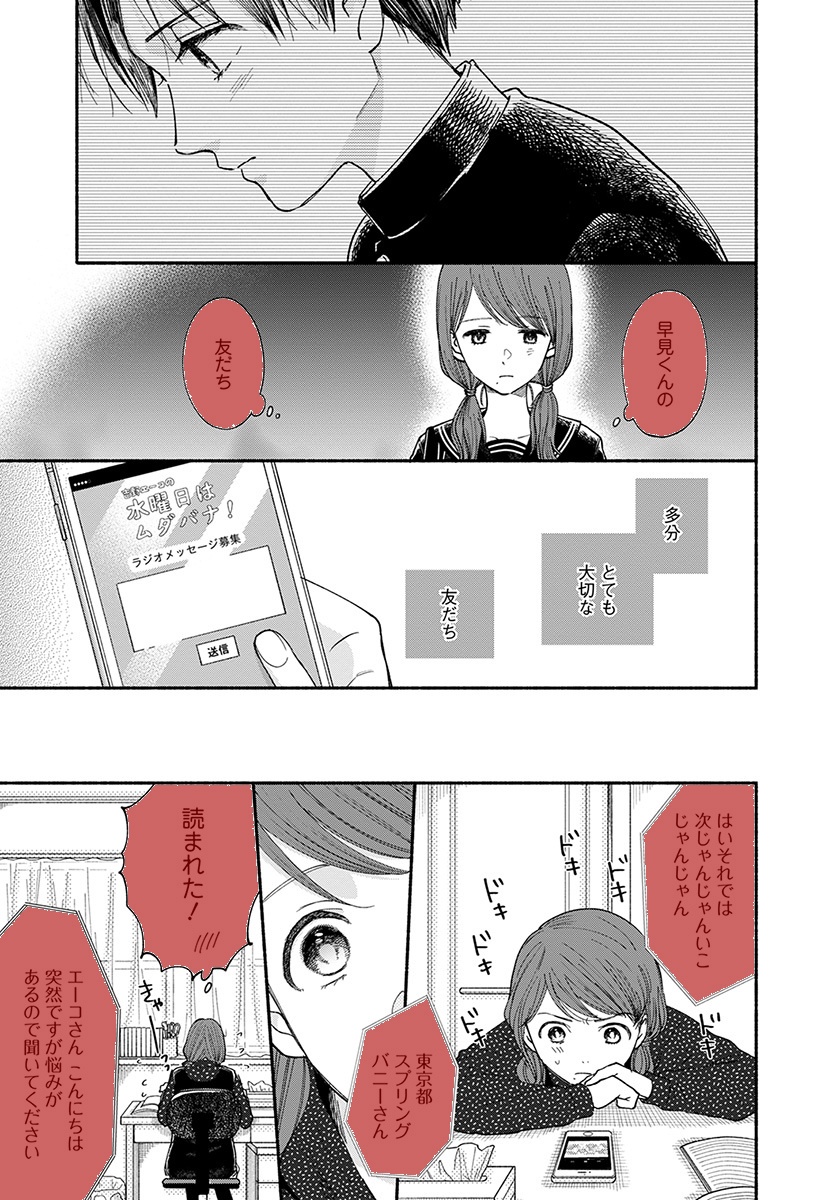 早見くんの
友だち
多分
とても
大切な
友だち
吉野エーコの
水曜日は
ムダバナ!
ラジオメッセージ募集
送信
はいそれでは
次じゃんじゃんいこ
じゃんじゃん
ドキ
ドキ
ドキ
東京都
スプリング
バニーさん
読まれた!
きゃー
エーコさん こんにちは
突然ですが悩みが
あるので聞いてください